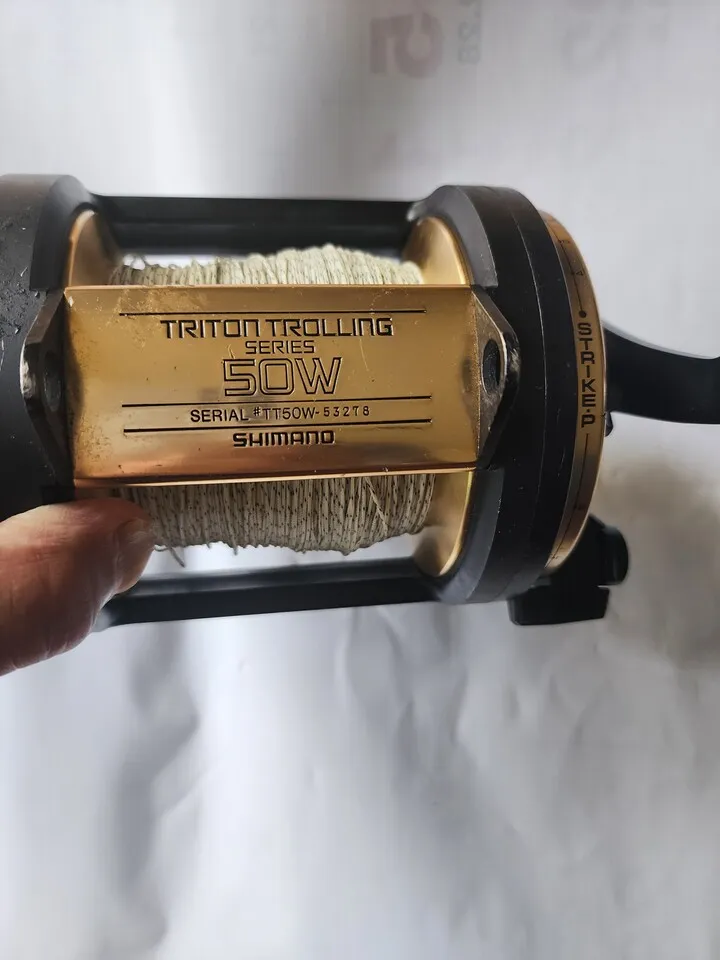 TRITON TROLLING
SERIES
50W
SERIAL #TT50W-53278
SHIMANO
STRIKE-P